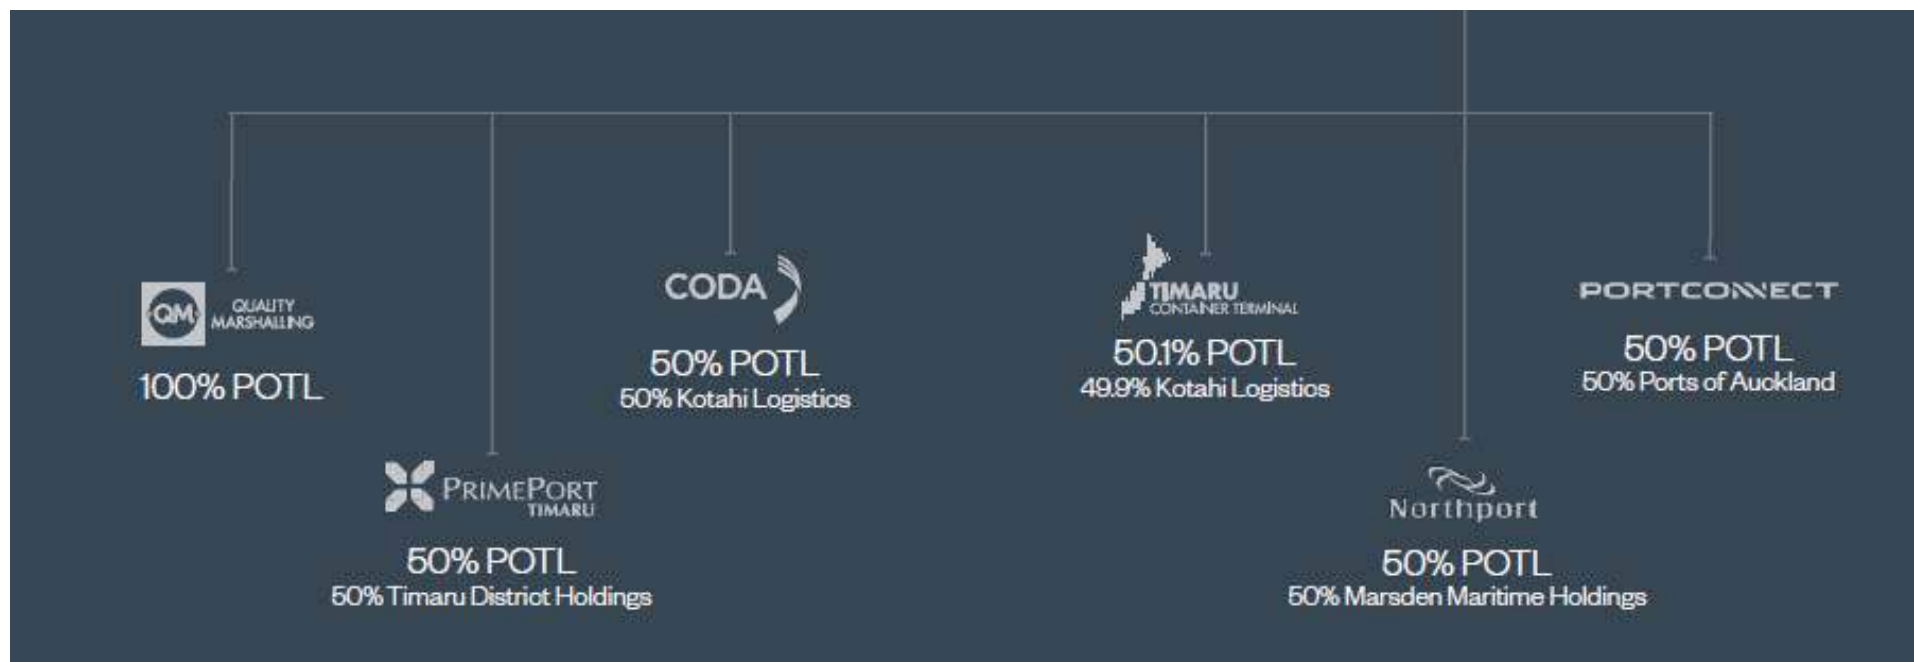 QM
QUALITY
MARSHALLING
100% POTL
PRIMEPORT
TIMARU
50% POTL
50% Timaru District Holdings
CODA
50% POTL
50% Kotahi Logistics
TIMARU
CONTAINER TERMINAL
50.1% POTL
49.9% Kotahi Logistics
Northport
50% POTL
50% Marsden Maritime Holdings
PORTCONNECT
50% POTL
50% Ports of Auckland